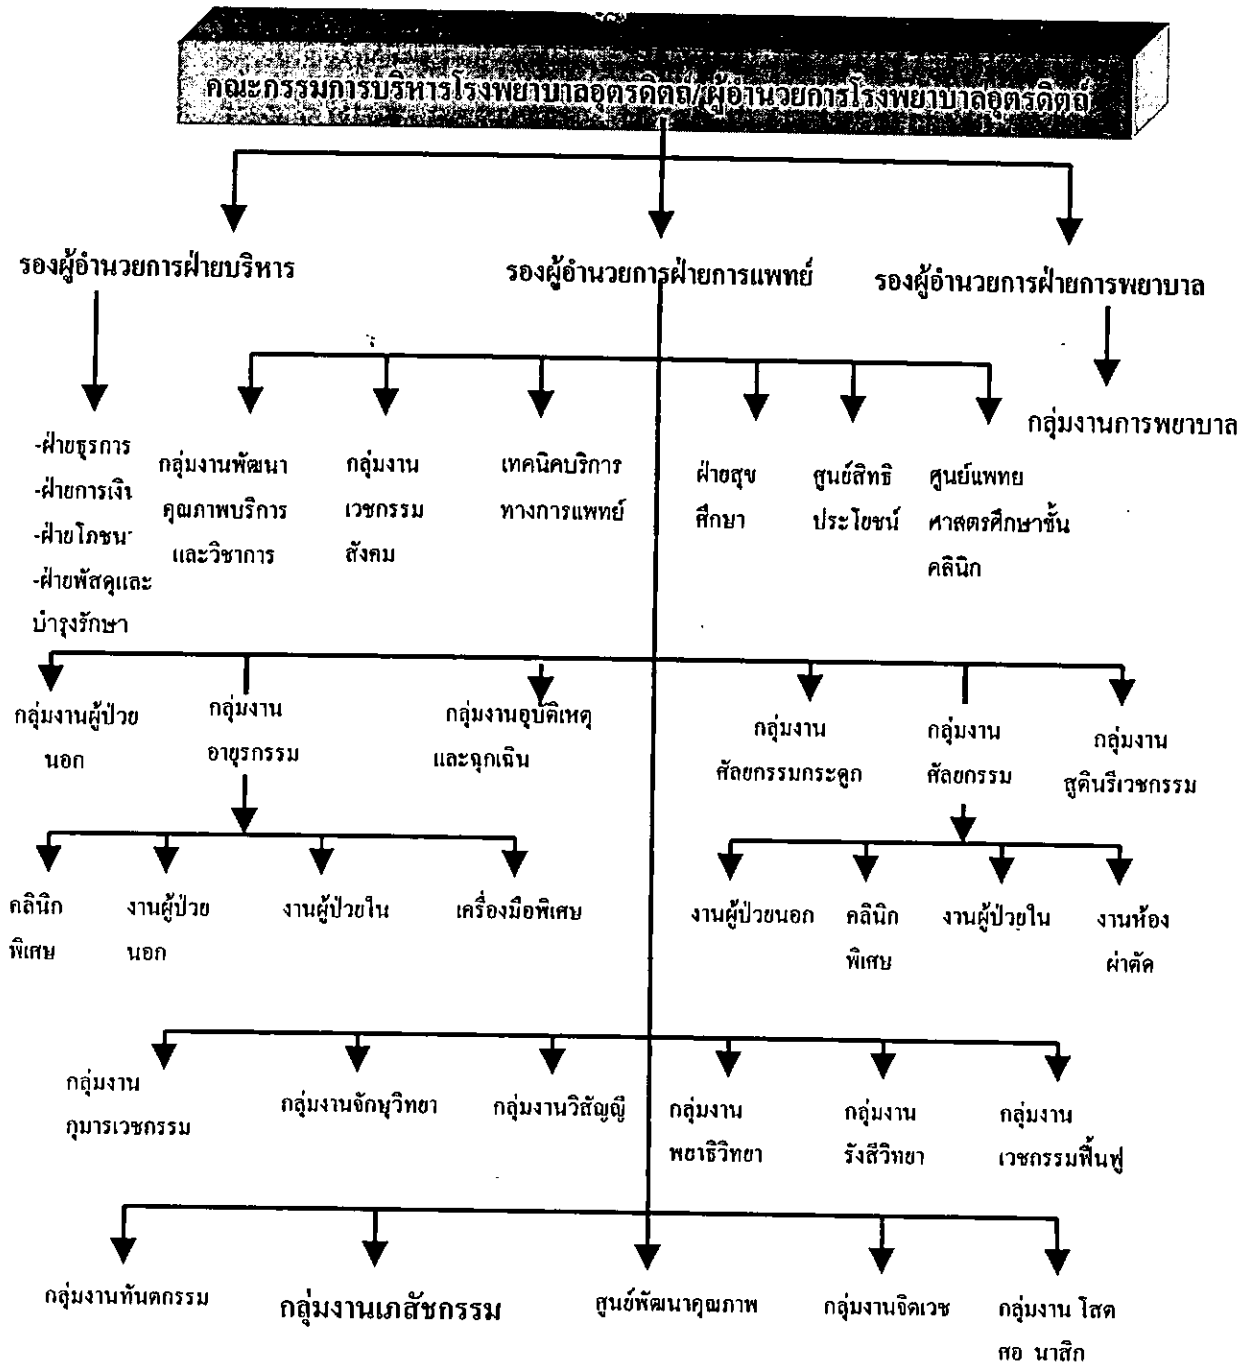 คณะกรรมการบริหารโรงพยาบาลอุตรดิตถ์/ผู้อำนวยการโรงพยาบาลอุตรดิตถ์
รองผู้อำนวยการฝ่ายบริหาร
รองผู้อำนวยการฝ่ายการแพทย์
รองผู้อำนวยการฝ่ายการพยาบาล
-ฝ่ายธุรการ
-ฝ่ายการเงิน
-ฝ่ายโภชนา
-ฝ่ายพัสดุและ
บำรุงรักษา
กลุ่มงานพัฒนา
คุณภาพบริการ
และวิชาการ
กลุ่มงาน
เวชกรรม
สังคม
เทคนิคบริการ
ทางการแพทย์
ฝ่ายสุข
ศึกษา
ศูนย์สิทธิ
ประโยชน์
ศูนย์แพทย
ศาสตรศึกษาชั้น
คลินิก
กลุ่มงานการพยาบาล
กลุ่มงานผู้ป่วย
นอก
กลุ่มงาน
อายุรกรรม
กลุ่มงานอุบัติเหตุ
และฉุกเฉิน
กลุ่มงาน
ศัลยกรรมกระดูก
กลุ่มงาน
ศัลยกรรม
กลุ่มงาน
สูตินรีเวชกรรม
คลินิก
พิเศษ
งานผู้ป่วย
นอก
งานผู้ป่วยใน
เครื่องมือพิเศษ
งานผู้ป่วยนอก
คลินิก
พิเศษ
งานผู้ป่วยใน
งานห้อง
ผ่าตัด
กลุ่มงาน
กุมารเวชกรรม
กลุ่มงานจักษุวิทยา
กลุ่มงานวิสัญญี
กลุ่มงาน
พยาธิวิทยา
กลุ่มงาน
รังสีวิทยา
กลุ่มงาน
เวชกรรมฟื้นฟู
กลุ่มงานทันตกรรม
กลุ่มงานเภสัชกรรม
ศูนย์พัฒนาคุณภาพ
กลุ่มงานจิตเวช
กลุ่มงาน โสต
ศอ นาสิก